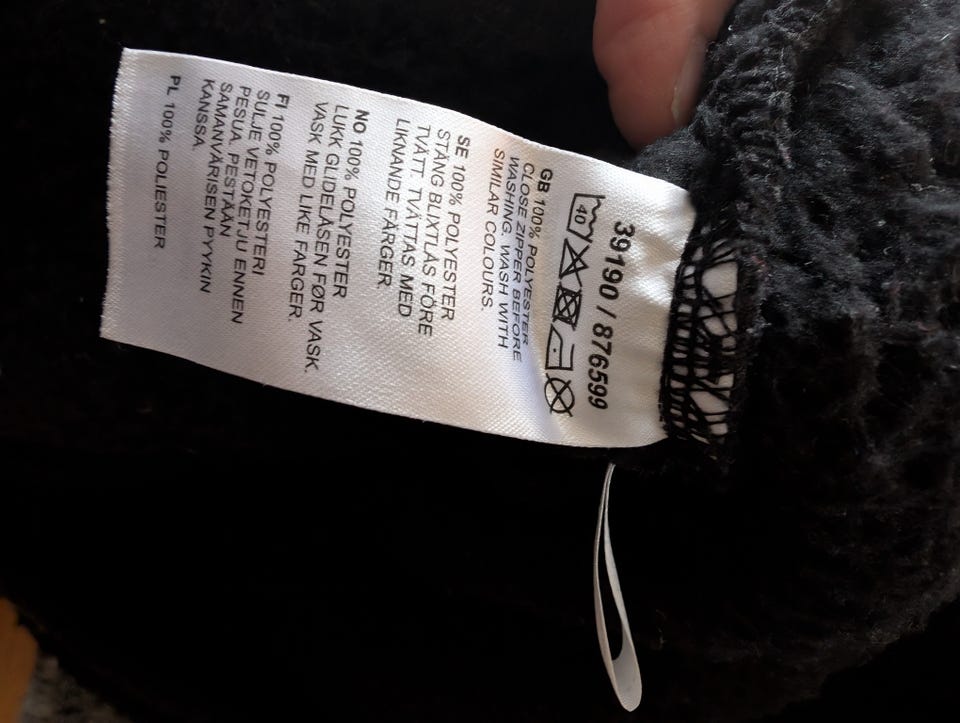 39190 / 876599
40
GB 100% POLYESTER
CLOSE ZIPPER BEFORE
WASHING. WASH WITH
SIMILAR COLOURS.
SE 100% POLYESTER
STÄNG BLIXTLÅS FÖRE
TVÄTT. TVÄTTAS MED
LIKNANDE FÄRGER
NO 100% POLYESTER
LUKK GLIDELÅSEN FØR VASK.
VASK MED LIKE FARGER.
FI 100% POLYESTERI
SULJE VETOKETJU ENNEN
PESUA. PESTÄÄN
SAMANVÄRISEN PYYKIN
KANSSA.
PL 100% POLIESTER